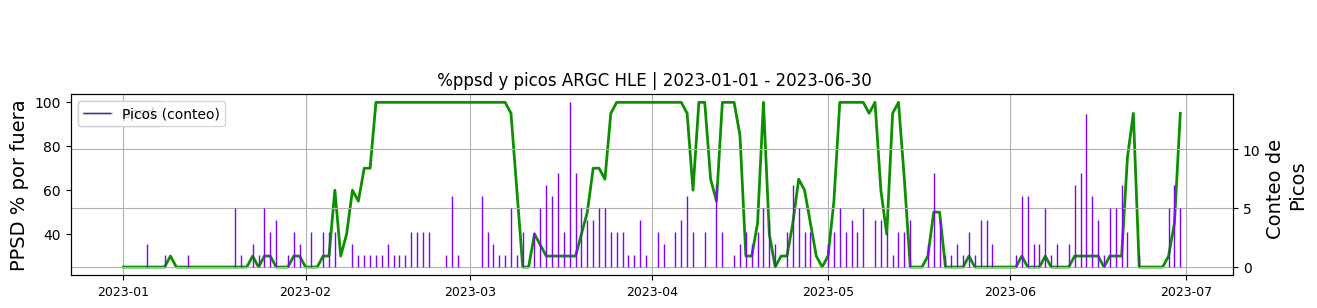 %ppsd y picos ARGC HLE | 2023-01-01 - 2023-06-30
Picos (conteo)
PPSD % por fuera
100
80
60
40
10
5
0
Conteo de
Picos
2023-01
2023-02
2023-03
2023-04
2023-05
2023-06
2023-07